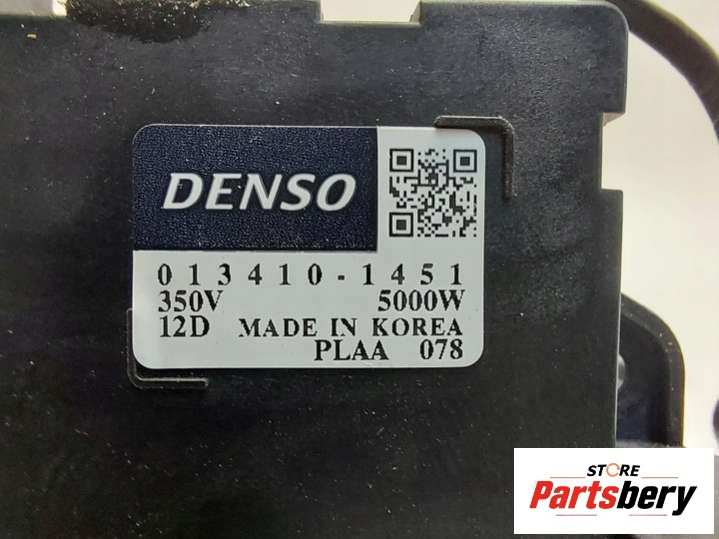 DENSO
013410-1451
350V 5000W
12D MADE IN KOREA
PLAA 078
STORE
Partsbery